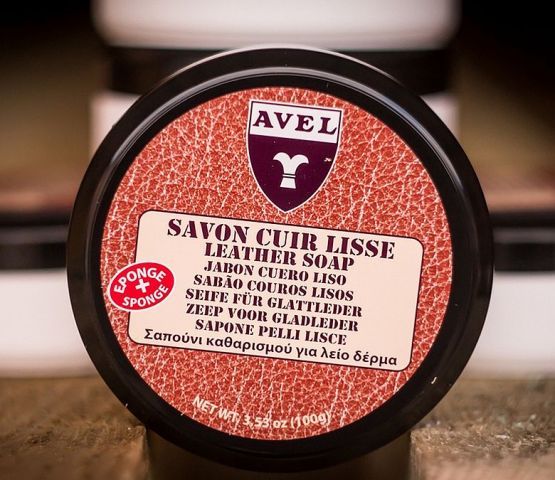 AVEL
SAVON CUIR LISSE
LEATHER SOAP
JABON CUERO LISO
SABÃO COUROS LISOS
SEIFE FÜR GLATTLEDER
ZEEP VOOR GLADLEDER
SAPONE PELLI LISCE
Σαπούνι καθαρισμού για λείο δέρμα
EPONGE
+
SPONGE
NET WT. 3,53 oz (100g)